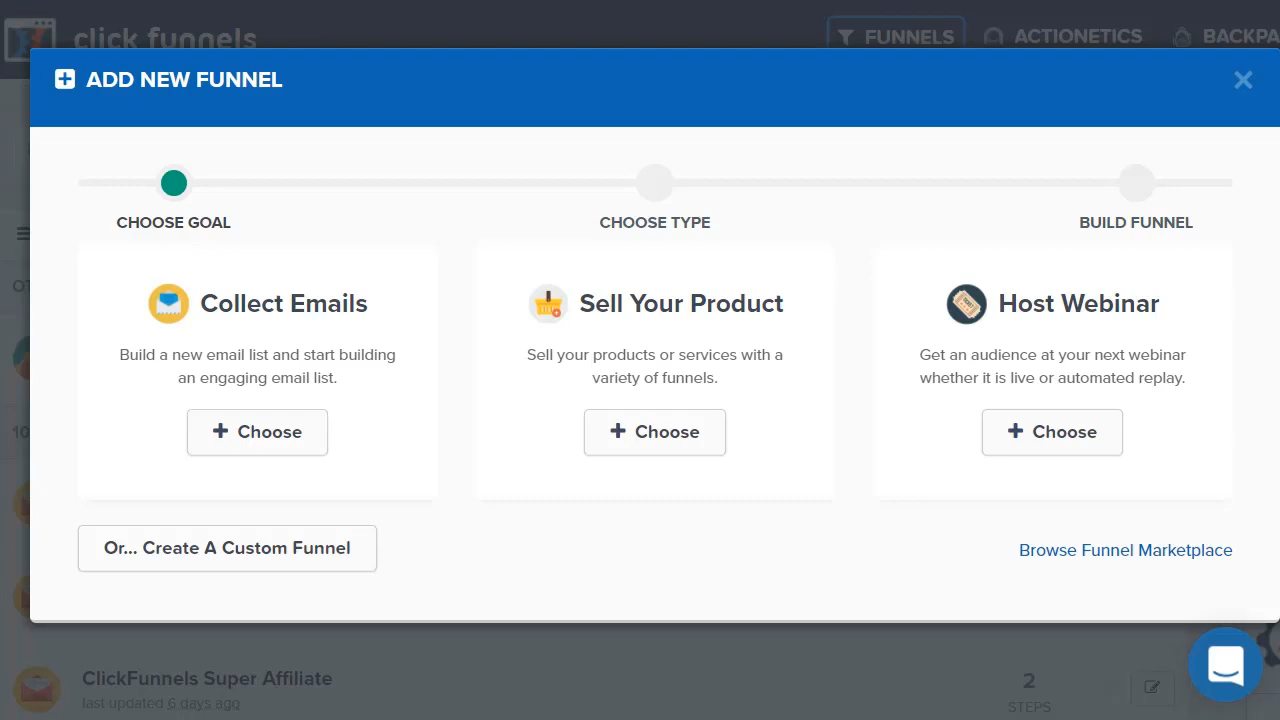 click funnels
FUNNELS
ACTIONETICS
ADD NEW FUNNEL
CHOOSE GOAL
CHOOSE TYPE
BUILD FUNNEL
Collect Emails
Build a new email list and start building
an engaging email list.
Choose
Sell Your Product
Sell your products or services with a
variety of funnels.
Choose
Host Webinar
Get an audience at your next webinar
whether it is live or automated replay.
Choose
Or... Create A Custom Funnel
Browse Funnel Marketplace
ClickFunnels Super Affiliate
last updated 6 days ago
2
STEPS